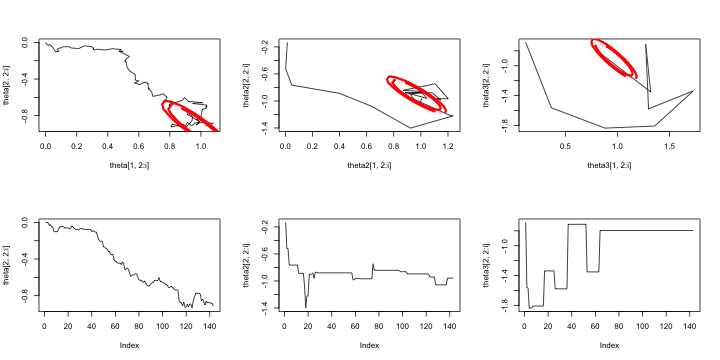 theta[2, 2:i]
0.0
-0.4
-0.8
0.0 0.2 0.4 0.6 0.8 1.0
theta[1, 2:i]
theta2[2, 2:i]
-0.2
-0.6
-1.0
-1.4
0.0 0.2 0.4 0.6 0.8 1.0 1.2
theta2[1, 2:i]
theta3[2, 2:i]
-1.0
-1.4
-1.8
0.5 1.0 1.5
theta3[1, 2:i]
theta[2, 2:i]
0.0
-0.4
-0.8
0 20 40 60 80 100 120 140
Index
theta2[2, 2:i]
-0.2
-0.6
-1.0
-1.4
0 20 40 60 80 100 120 140
Index
theta3[2, 2:i]
-1.0
-1.4
-1.8
0 20 40 60 80 100 120 140
Index